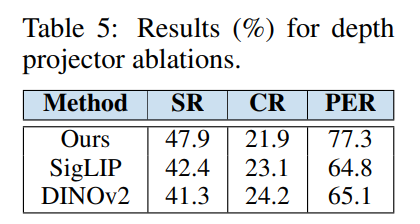 Table 5: Results (%) for depth
projector ablations.
Method SR CR PER
Ours 47.9 21.9 77.3
SigLIP 42.4 23.1 64.8
DINOv2 41.3 24.2 65.1